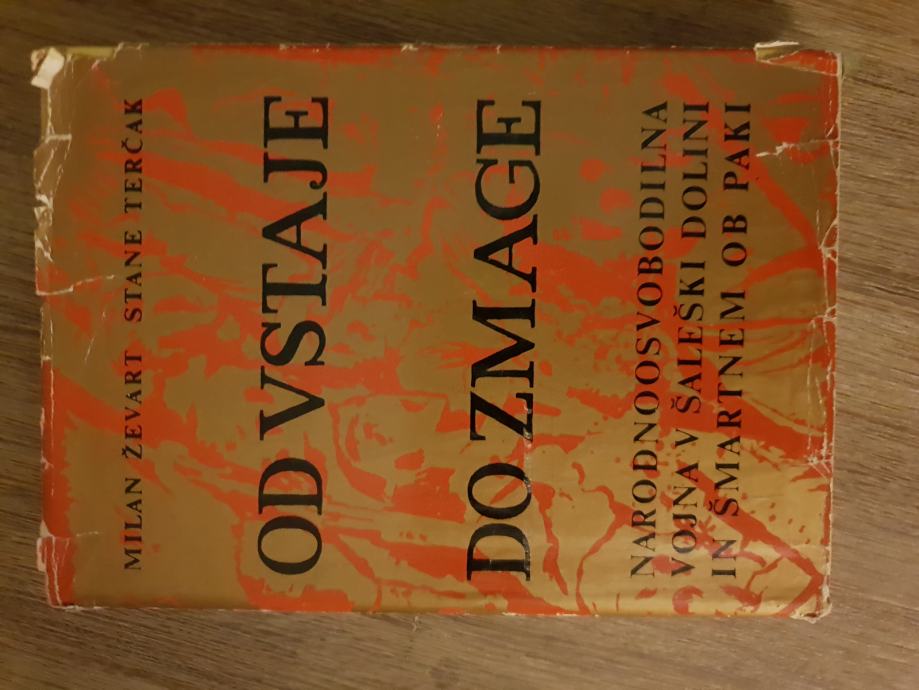 MILAN ŽEVART STANE TERČAK
OD VSTAJE
DO ZMAGE
NARODNOOSVOBODILNA
VOJNA V ŠALEŠKI DOLINI
IN ŠMARTNEM OB PAKI